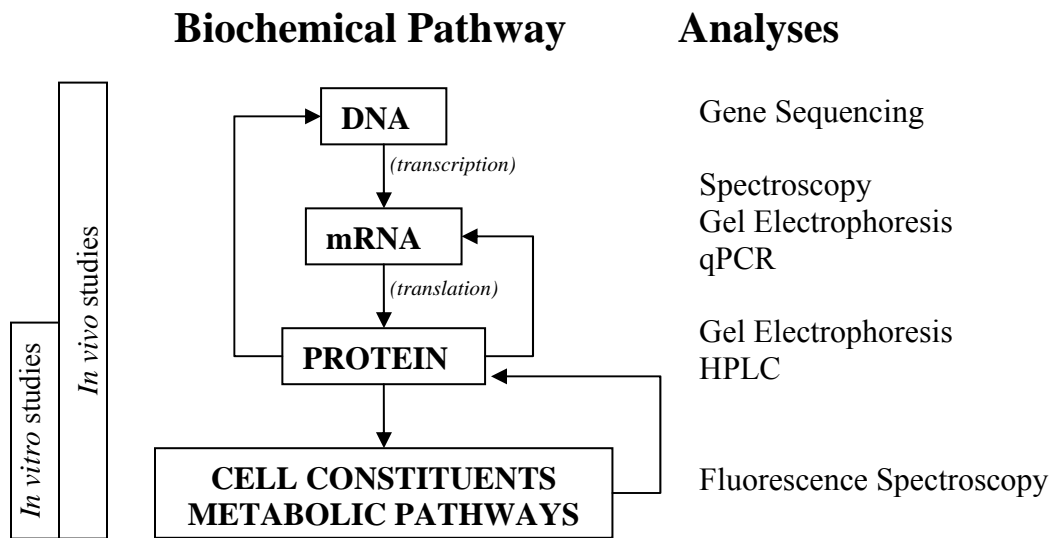 Biochemical Pathway
Analyses
DNA
Gene Sequencing
(transcription)
Spectroscopy
Gel Electrophoresis
qPCR
mRNA
(translation)
Gel Electrophoresis
HPLC
PROTEIN
CELL CONSTITUENTS
METABOLIC PATHWAYS
Fluorescence Spectroscopy
In vitro studies
In vivo studies